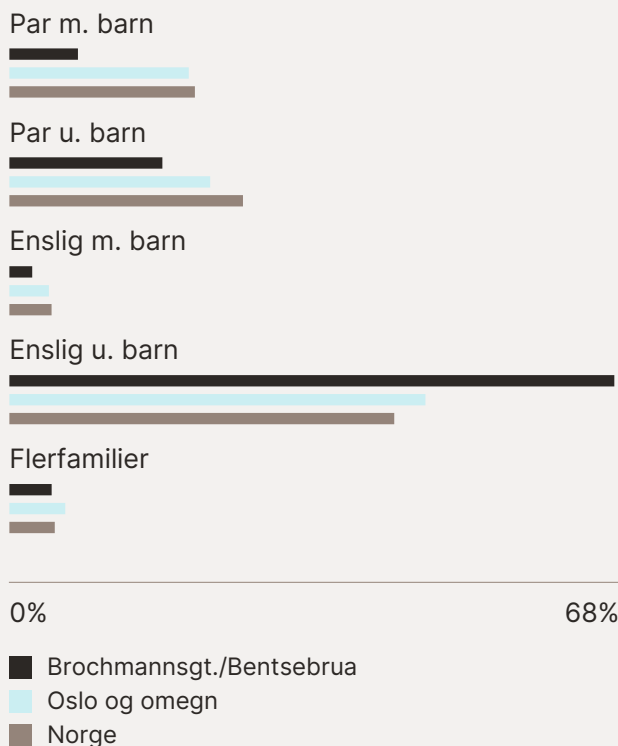 Par m. barn
Par u. barn
Enslig m. barn
Enslig u. barn
Flerfamilier
0% 68%
Brochmannsgt./Bentsebrua
Oslo og omegn
Norge